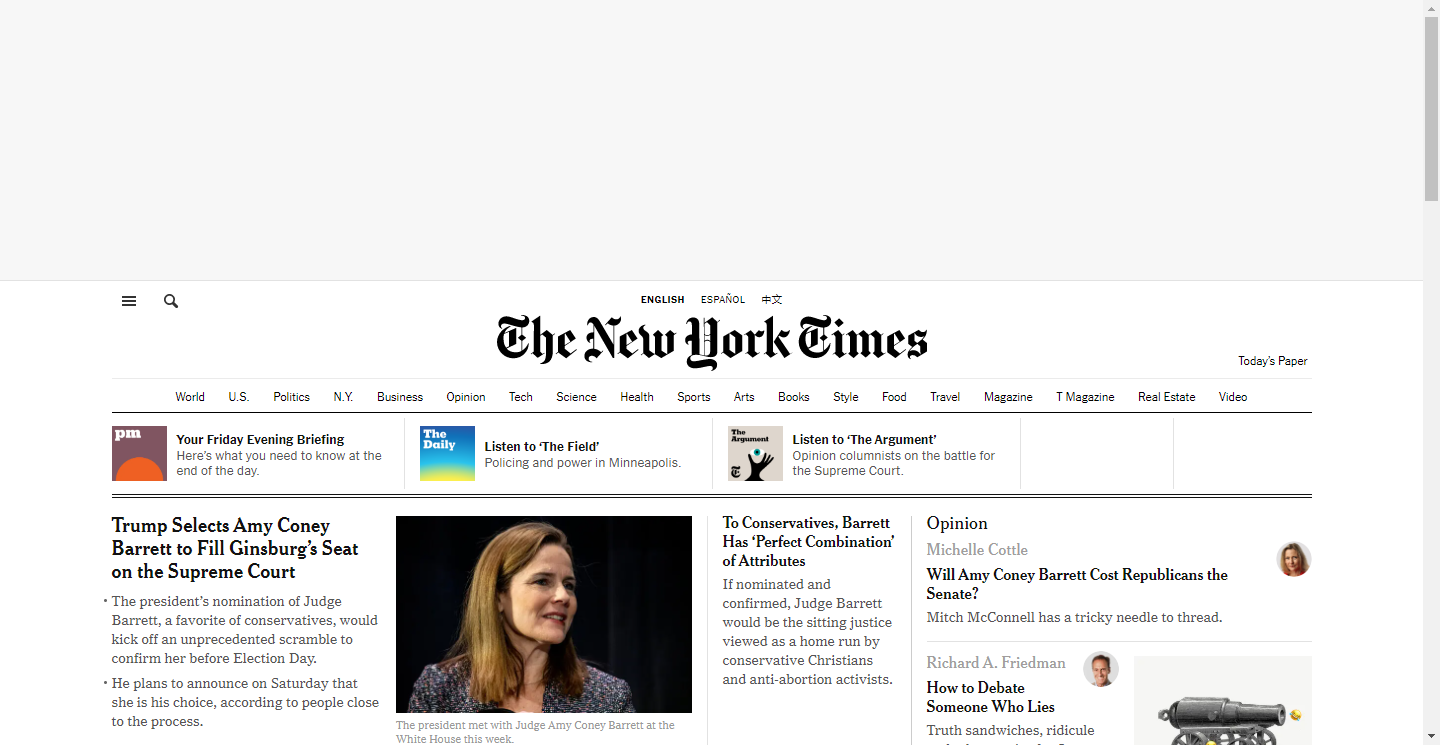 ENGLISH ESPAÑOL 中文
The New York Times
Today's Paper
World U.S. Politics N.Y. Business Opinion Tech Science Health Sports Arts Books Style Food Travel Magazine T Magazine Real Estate Video
pm
Your Friday Evening Briefing
Here's what you need to know at the
end of the day.
The
Daily
Listen to ‘The Field’
Policing and power in Minneapolis.
The
Argument
Listen to ‘The Argument’
Opinion columnists on the battle for
the Supreme Court.
Trump Selects Amy Coney
Barrett to Fill Ginsburg’s Seat
on the Supreme Court
• The president’s nomination of Judge
Barrett, a favorite of conservatives, would
kick off an unprecedented scramble to
confirm her before Election Day.
• He plans to announce on Saturday that
she is his choice, according to people close
to the process.
The president met with Judge Amy Coney Barrett at the
White House this week.
To Conservatives, Barrett
Has ‘Perfect Combination’
of Attributes
If nominated and
confirmed, Judge Barrett
would be the sitting justice
viewed as a home run by
conservative Christians
and anti-abortion activists.
Opinion
Michelle Cottle
Will Amy Coney Barrett Cost Republicans the
Senate?
Mitch McConnell has a tricky needle to thread.
Richard A. Friedman
How to Debate
Someone Who Lies
Truth sandwiches, ridicule